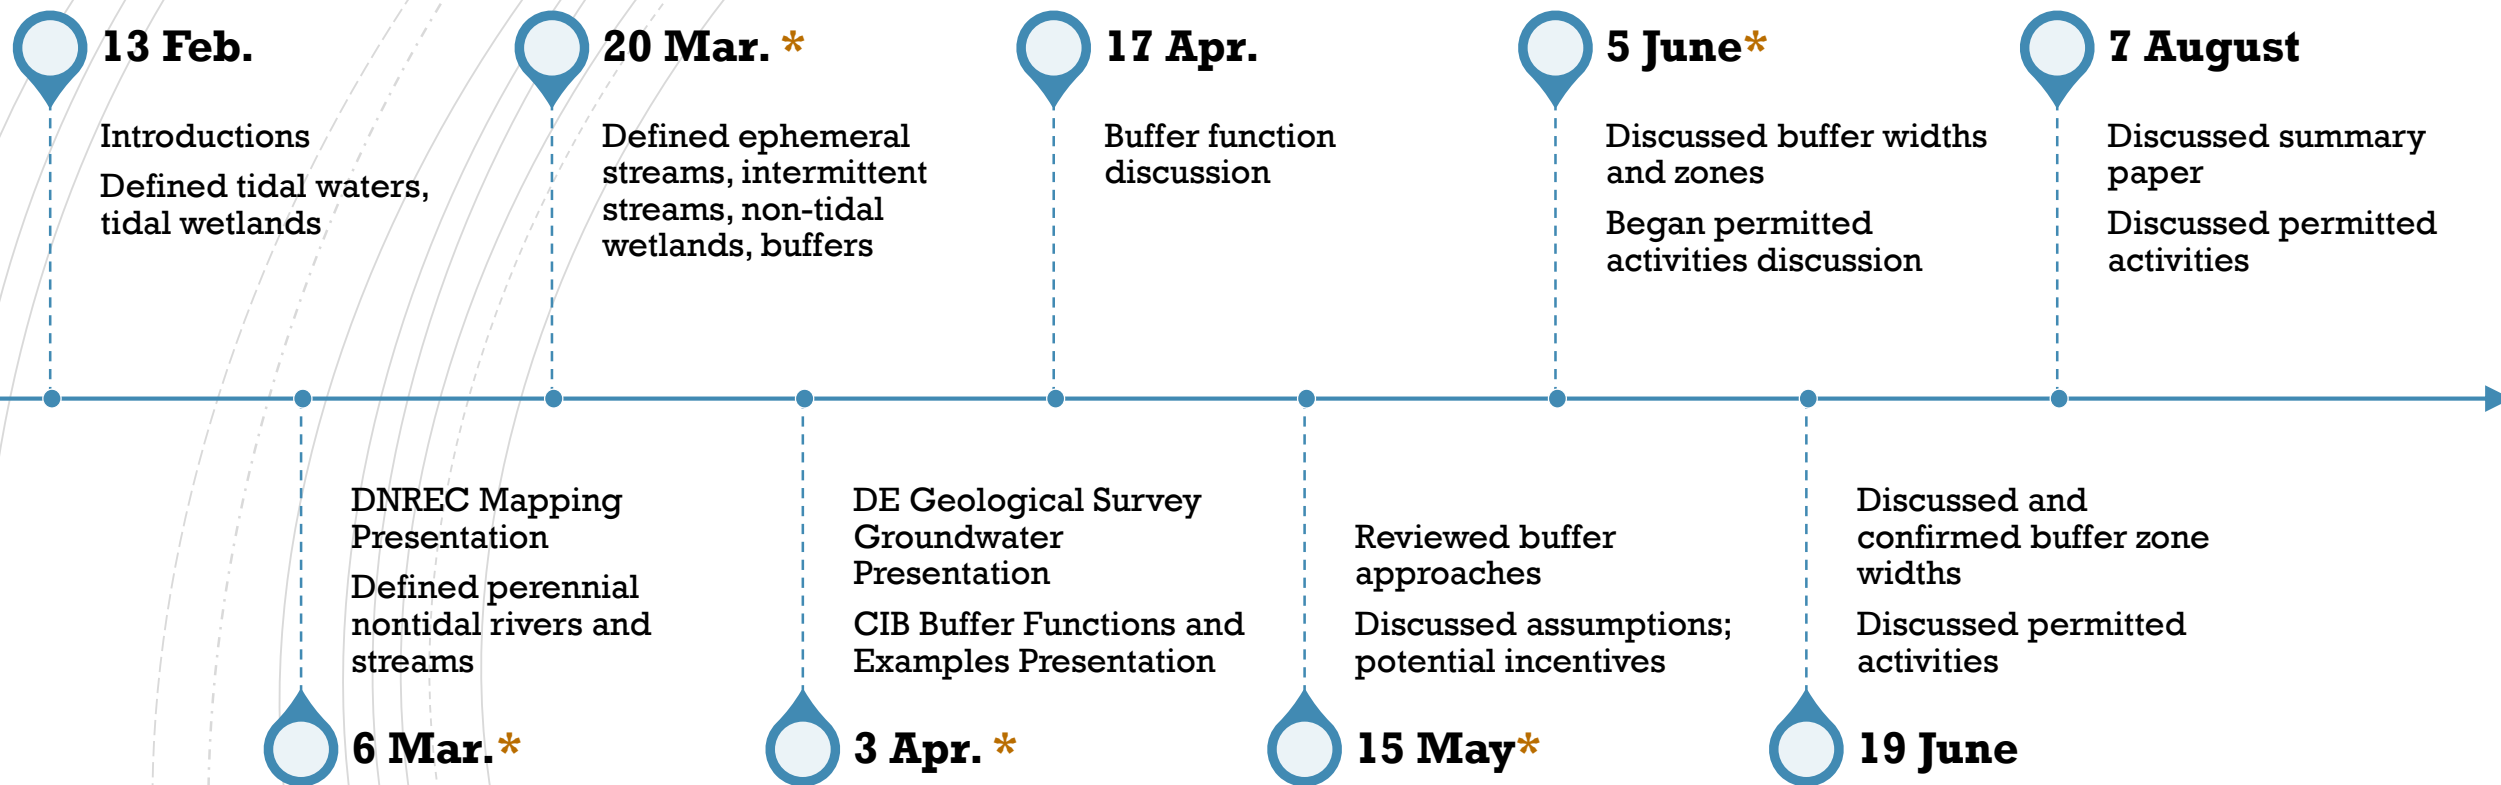 13 Feb.
Introductions
Defined tidal waters,
tidal wetlands
6 Mar. *
DNREC Mapping
Presentation
Defined perennial
nontidal rivers and
streams
20 Mar. *
Defined ephemeral
streams, intermittent
streams, non-tidal
wetlands, buffers
3 Apr. *
DE Geological Survey
Groundwater
Presentation
CIB Buffer Functions and
Examples Presentation
17 Apr.
Buffer function
discussion
15 May*
Reviewed buffer
approaches
Discussed assumptions;
potential incentives
5 June*
Discussed buffer widths
and zones
Began permitted
activities discussion
19 June
Discussed and
confirmed buffer zone
widths
Discussed permitted
activities
7 August
Discussed summary
paper
Discussed permitted
activities